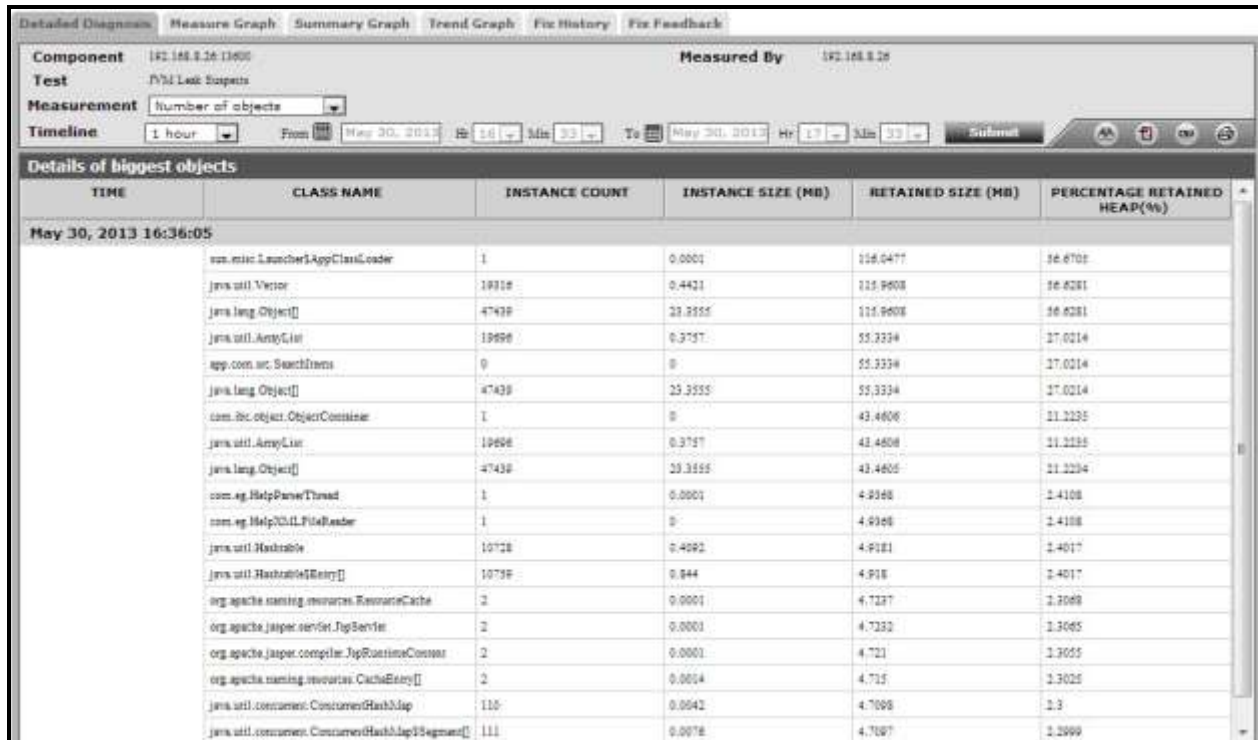 Detailed Diagnosis Measure Graph Summary Graph Trend Graph Fix History Fix Feedback
Component 192.168.8.26:13600 Measured By 192.168.8.26
Test JVM Leak Suspects
Measurement Number of objects
Timeline 1 hour From May 30, 2013 Hr 16 Min 33 To May 30, 2013 Hr 17 Min 33 Submit
Details of biggest objects
TIME CLASS NAME INSTANCE COUNT INSTANCE SIZE (MB) RETAINED SIZE (MB) PERCENTAGE RETAINED HEAP(%)
May 30, 2013 16:36:05
sun.misc.Launcher$AppClassLoader 1 0.0001 116.0477 56.6705
java.util.Vector 19316 0.4421 115.9608 56.6281
java.lang.Object[] 47439 23.3555 115.9608 56.6281
java.util.ArrayList 19696 0.3757 55.3334 27.0214
app.com.src.SearchItems 0 0 55.3334 27.0214
java.lang.Object[] 47439 23.3555 55.3334 27.0214
com.ibc.object.ObjectContainer 1 0 43.4606 21.2235
java.util.ArrayList 19696 0.3757 43.4606 21.2235
java.lang.Object[] 47439 23.3555 43.4605 21.2234
com.eg.HelpParserThread 1 0.0001 4.9368 2.4108
com.eg.HelpXMLFileReader 1 0 4.9368 2.4108
java.util.Hashtable 10728 0.4092 4.9181 2.4017
java.util.Hashtable$Entry[] 10759 0.844 4.918 2.4017
org.apache.naming.resources.ResourceCache 2 0.0001 4.7237 2.3068
org.apache.jasper.servlet.JspServlet 2 0.0001 4.7232 2.3065
org.apache.jasper.compiler.JspRuntimeContext 2 0.0001 4.721 2.3055
org.apache.naming.resources.CacheEntry[] 2 0.0014 4.715 2.3025
java.util.concurrent.ConcurrentHashMap 110 0.0042 4.7098 2.3
java.util.concurrent.ConcurrentHashMap$Segment[] 111 0.0076 4.7097 2.2999